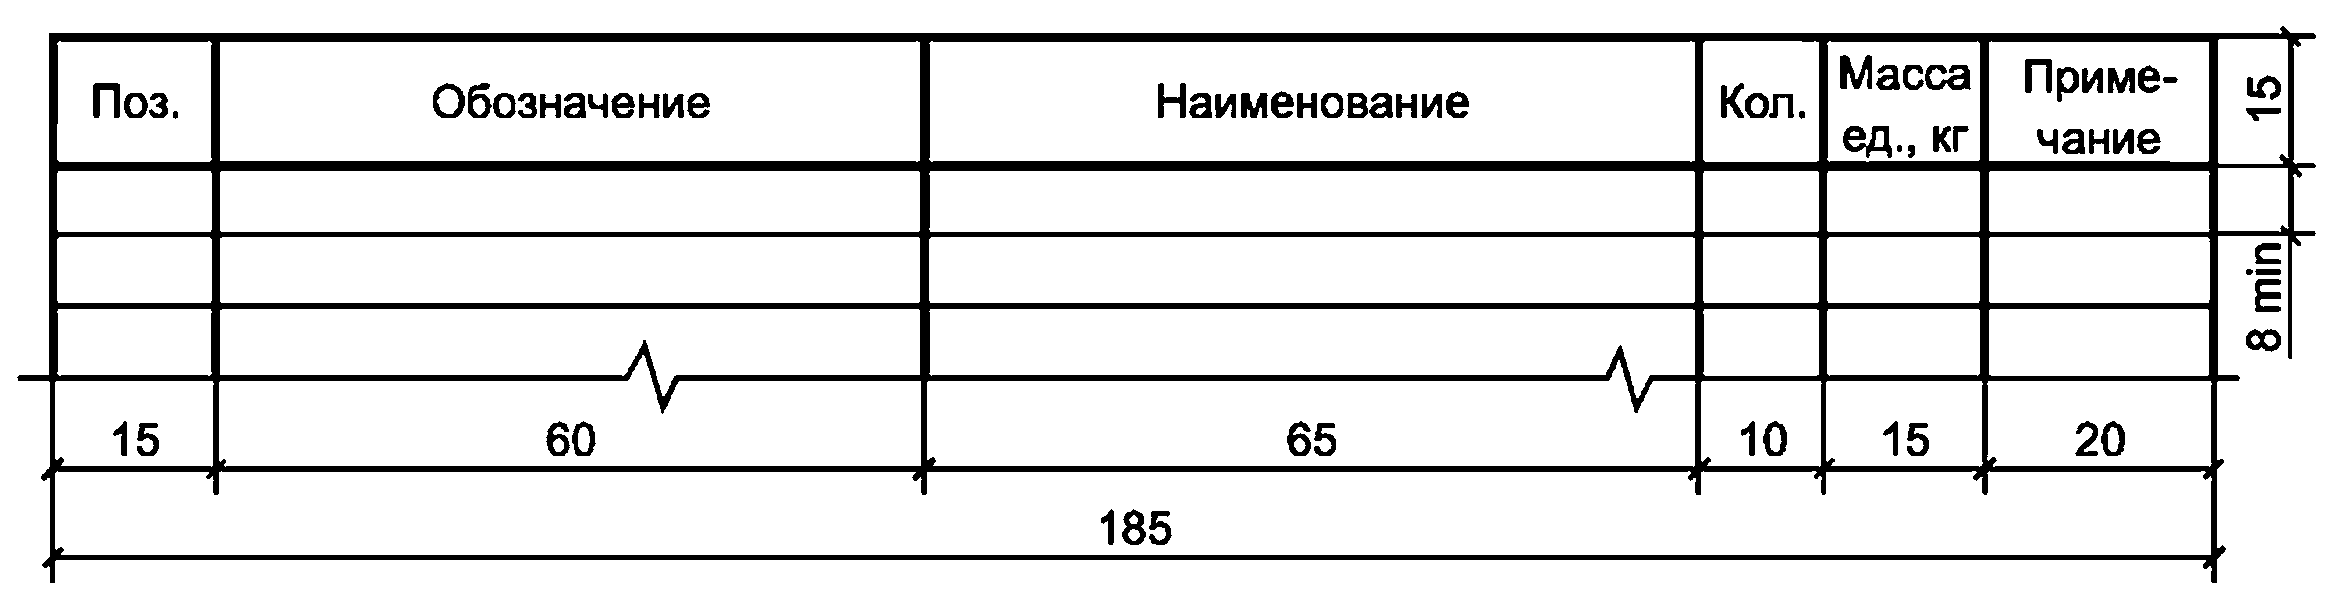 Поз.
Обозначение
Наименование
Кол.
Масса
ед., кг
Приме-
чание
15
8 min
15
60
65
10
15
20
185